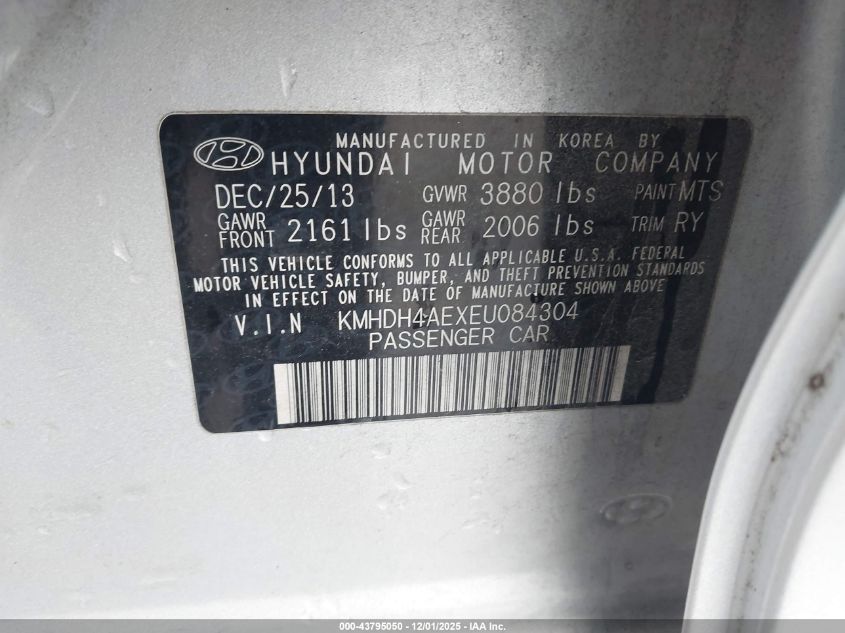 MANUFACTURED IN KOREA BY
HYUNDAI MOTOR COMPANY
DEC/25/13 GVWR 3880 lbs PAINT MTS
GAWR FRONT 2161 lbs GAWR REAR 2006 lbs TRIM RY
THIS VEHICLE CONFORMS TO ALL APPLICABLE U.S.A. FEDERAL
MOTOR VEHICLE SAFETY, BUMPER, AND THEFT PREVENTION STANDARDS
IN EFFECT ON THE DATE OF MANUFACTURE SHOWN ABOVE
V.I.N KMHDH4AEXEU084304
PASSENGER CAR
000-43795050 - 12/01/2025 - IAA Inc.